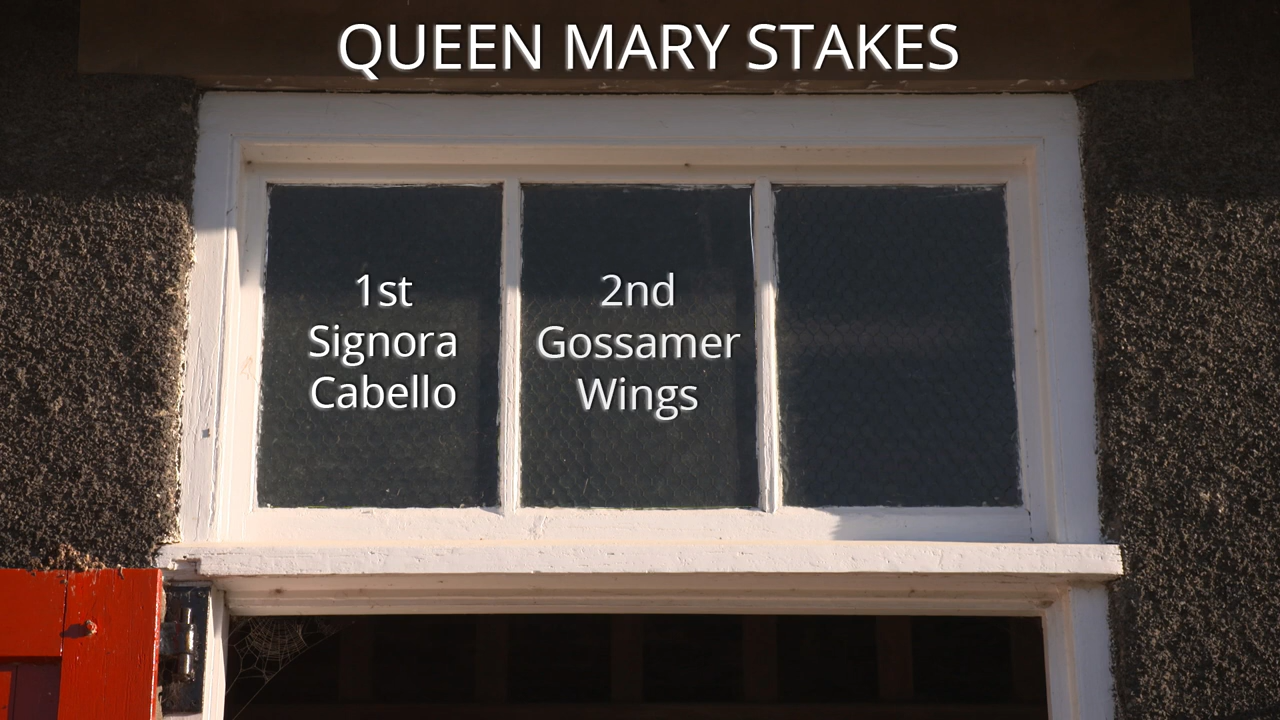 QUEEN MARY STAKES
1st
Signora
Cabello
2nd
Gossamer
Wings